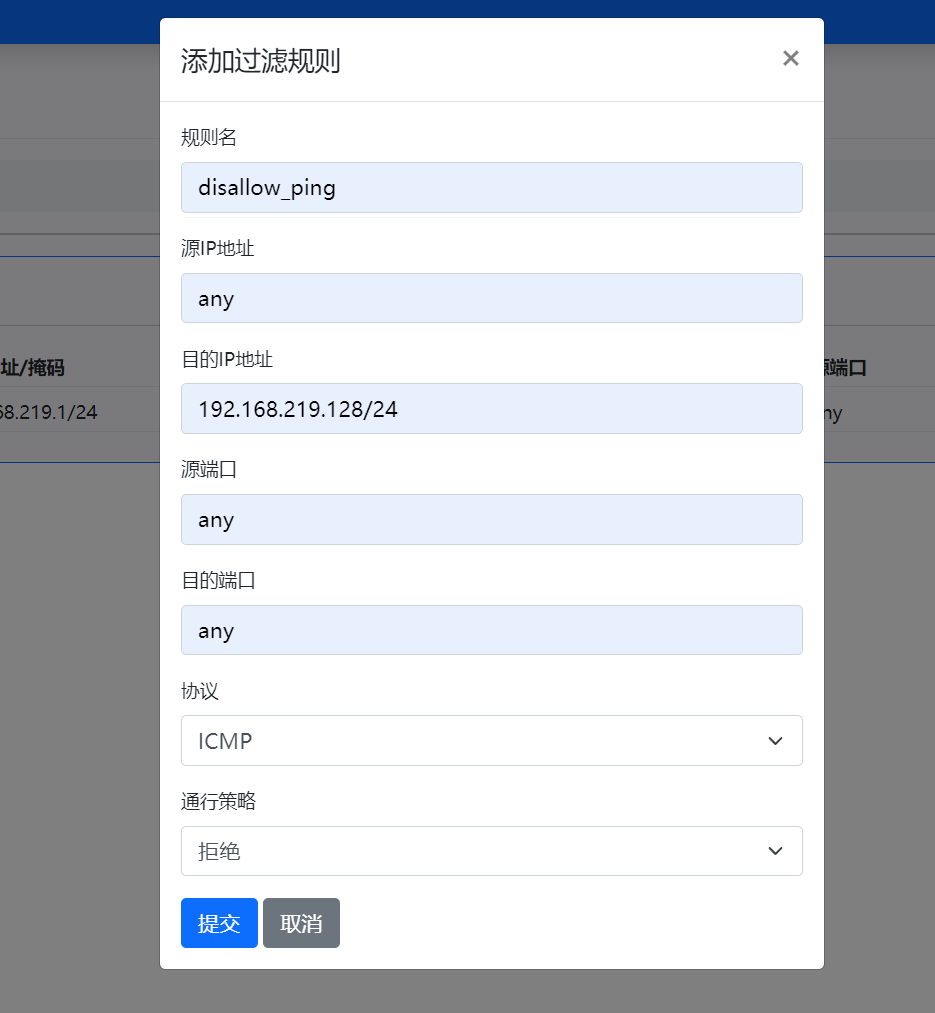 添加过滤规则
规则名
disallow_ping
源IP地址
any
目的IP地址
址/掩码
源端口
192.168.219.128/24
68.219.1/24
ny
源端口
any
目的端口
any
协议
ICMP
通行策略
拒绝
提交 取消